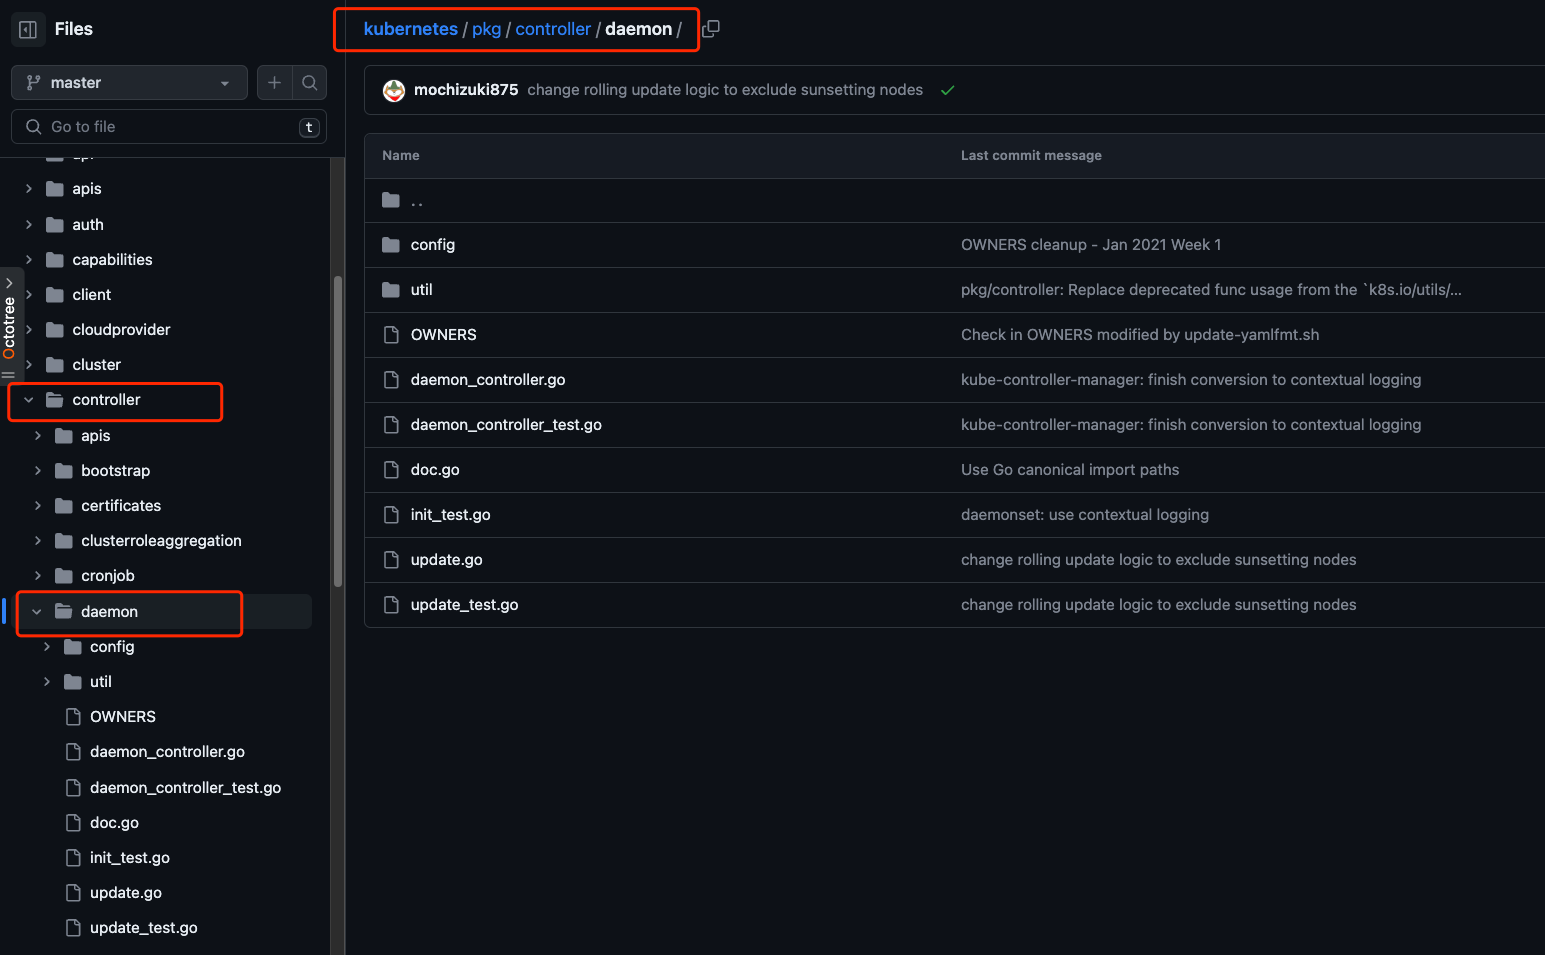 Files
master
Go to file
t
apis
auth
capabilities
client
cloudprovider
cluster
controller
apis
bootstrap
certificates
clusterroleaggregation
cronjob
daemon
config
util
OWNERS
daemon_controller.go
daemon_controller_test.go
doc.go
init_test.go
update.go
update_test.go
Octotree
kubernetes / pkg / controller / daemon /
mochizuki875 change rolling update logic to exclude sunsetting nodes
Name Last commit message
..
config OWNERS cleanup - Jan 2021 Week 1
util pkg/controller: Replace deprecated func usage from the `k8s.io/utils/...
OWNERS Check in OWNERS modified by update-yamlfmt.sh
daemon_controller.go kube-controller-manager: finish conversion to contextual logging
daemon_controller_test.go kube-controller-manager: finish conversion to contextual logging
doc.go Use Go canonical import paths
init_test.go daemonset: use contextual logging
update.go change rolling update logic to exclude sunsetting nodes
update_test.go change rolling update logic to exclude sunsetting nodes